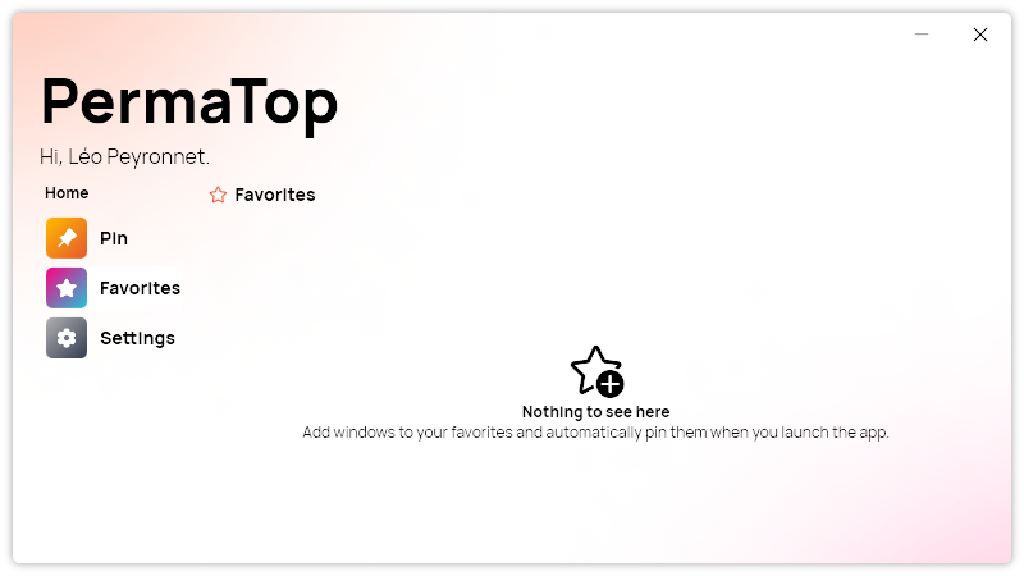 PermaTop
Hi, Léo Peyronnet.
Home
Pin
Favorites
Settings
Favorites
Nothing to see here
Add windows to your favorites and automatically pin them when you launch the app.